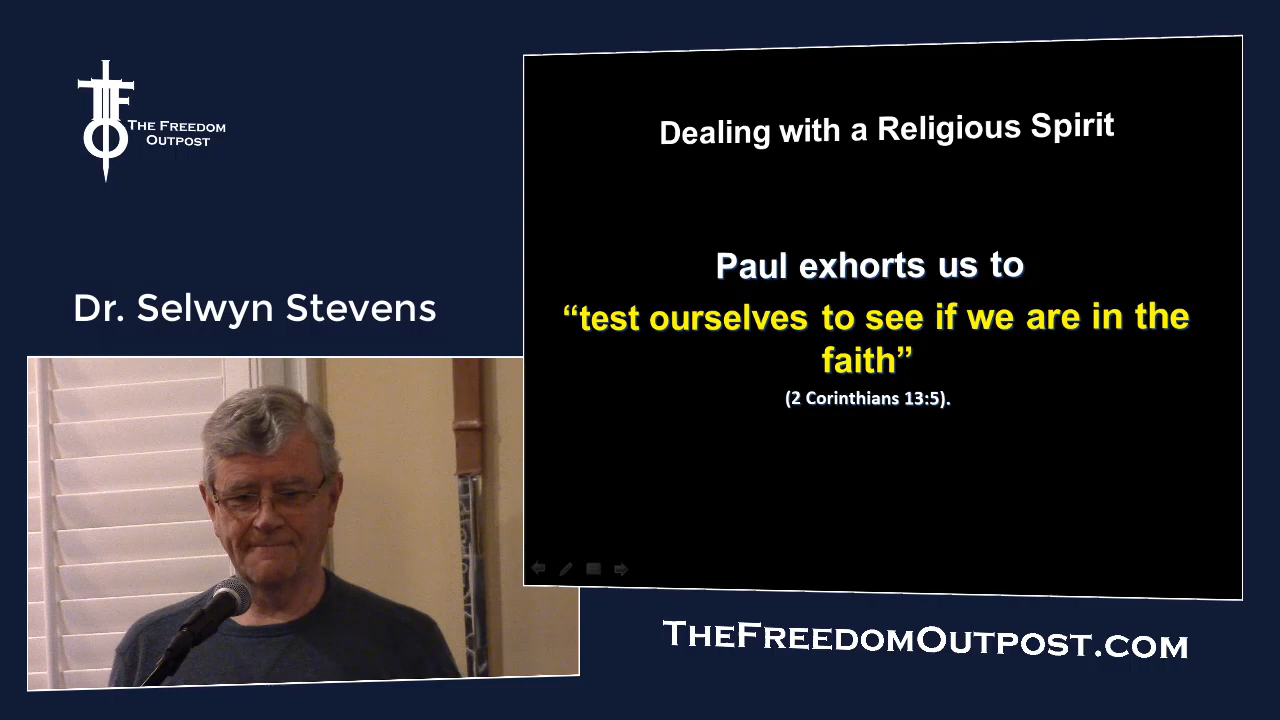 TF
O
The Freedom
Outpost
Dr. Selwyn Stevens
Dealing with a Religious Spirit
Paul exhorts us to
“test ourselves to see if we are in the
faith”
(2 Corinthians 13:5).
TheFreedomOutpost.com